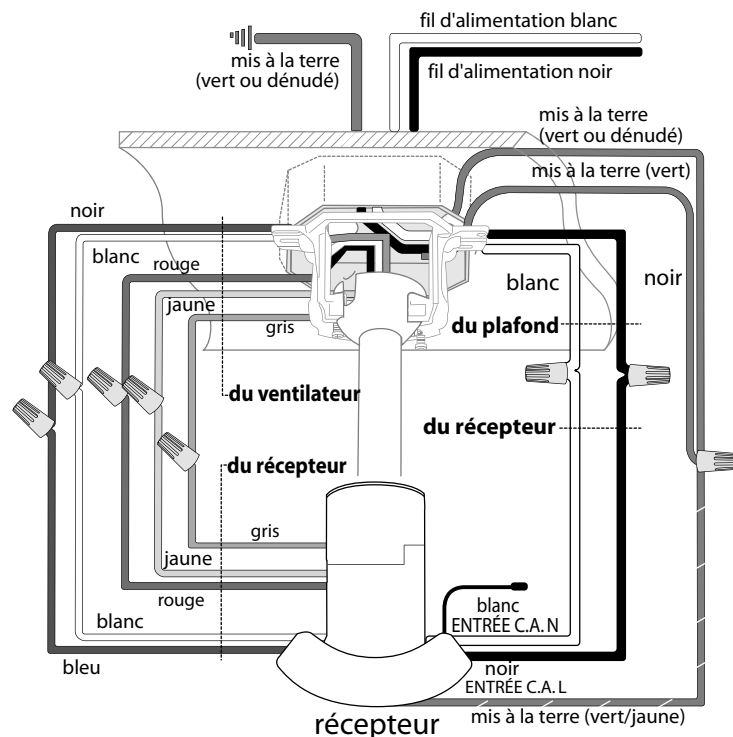 fil d'alimentation blanc
mis à la terre
(vert ou dénudé)
fil d'alimentation noir
mis à la terre
(vert ou dénudé)
mis à la terre (vert)
noir
blanc
rouge
jaune
gris
blanc
noir
du plafond
du ventilateur
du récepteur
du récepteur
gris
jaune
rouge
blanc
bleu
blanc
ENTRÉE C.A. N
noir
ENTRÉE C.A. L
mis à la terre (vert/jaune)
récepteur